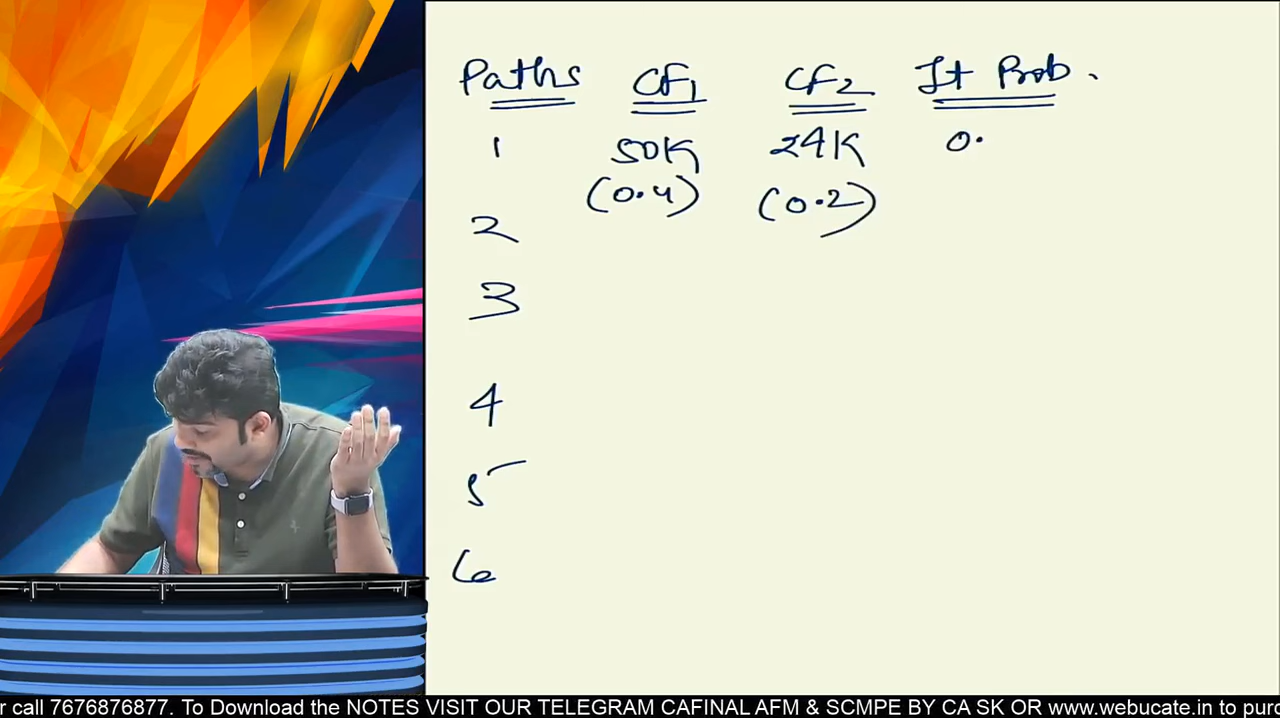 Paths CF1 CF2 Jt Prob.
1 50K 24K 0.
(0.4) (0.2)
2
3
4
5
6
r call 7676876877. To Download the NOTES VISIT OUR TELEGRAM CAFINAL AFM & SCMPE BY CA SK OR www.webucate.in to purc